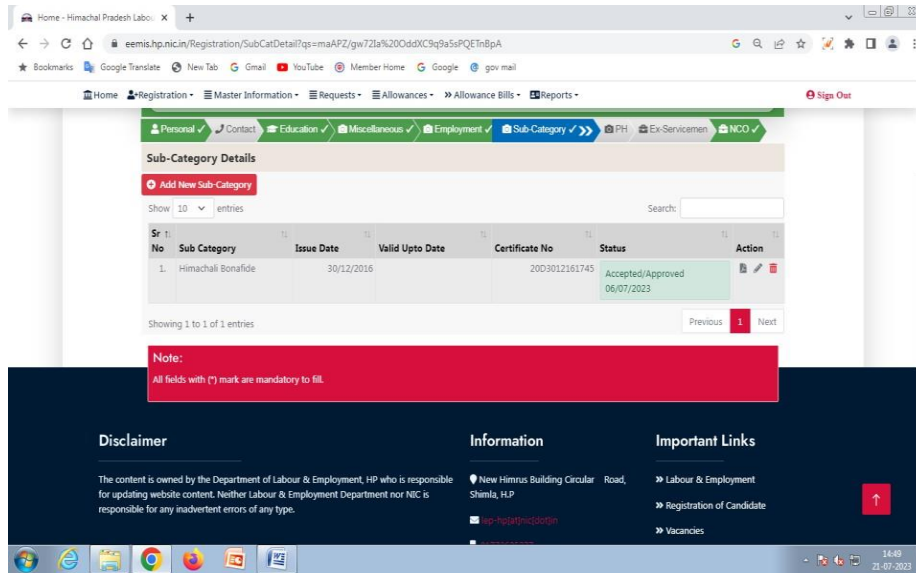 Home - Himachal Pradesh Labo
eemis.hp.nic.in/Registration/SubCatDetail?qs=maAPZ/gw72Ia%20OddXC9q9a5sPQETnBpA
Bookmarks Google Translate New Tab Gmail YouTube Member Home Google gov mail
Home Registration Master Information Requests Allowances Allowance Bills Reports Sign Out
Personal Contact Education Miscellaneous Employment Sub-Category PH Ex-Servicemen NCO
Sub-Category Details
Add New Sub-Category
Show 10 entries Search:
Sr No Sub Category Issue Date Valid Upto Date Certificate No Status Action
1. Himachali Bonafide 30/12/2016 20D3012161745 Accepted/Approved
06/07/2023
Showing 1 to 1 of 1 entries Previous 1 Next
Note:
All fields with (*) mark are mandatory to fill.
Disclaimer Information Important Links
The content is owned by the Department of Labour & Employment, HP who is responsible
for updating website content. Neither Labour & Employment Department nor NIC is
responsible for any inadvertent errors of any type.
New Himrus Building Circular Road,
Shimla, H.P
lep-hp[at]nic[dot]in
Labour & Employment
Registration of Candidate
Vacancies
14:49
21-07-2023